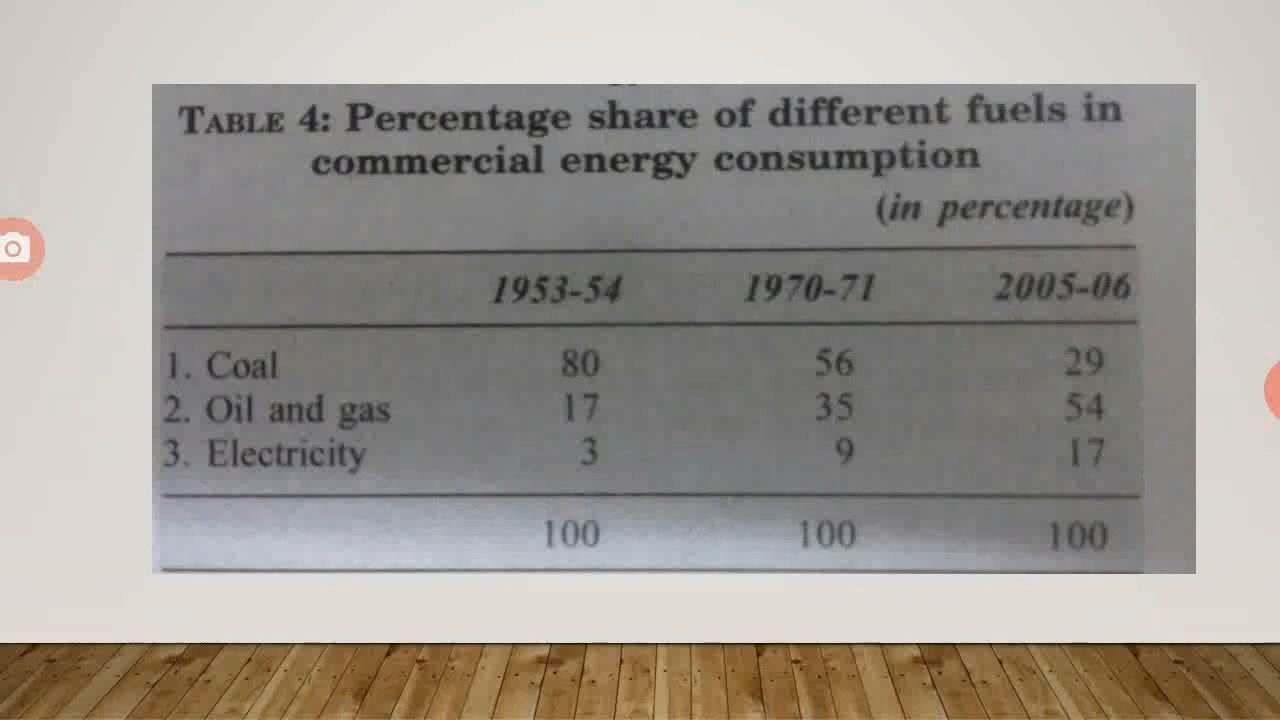 TABLE 4: Percentage share of different fuels in
commercial energy consumption
(in percentage)
1953-54 1970-71 2005-06
1. Coal 80 56 29
2. Oil and gas 17 35 54
3. Electricity 3 9 17
100 100 100